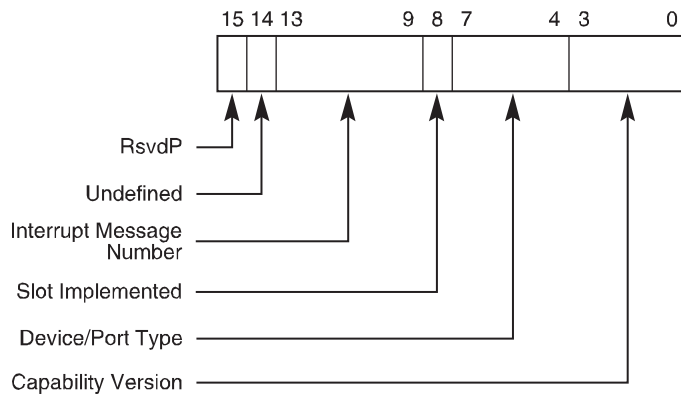 15 14 13 9 8 7 4 3 0
RsvdP
Undefined
Interrupt Message
Number
Slot Implemented
Device/Port Type
Capability Version